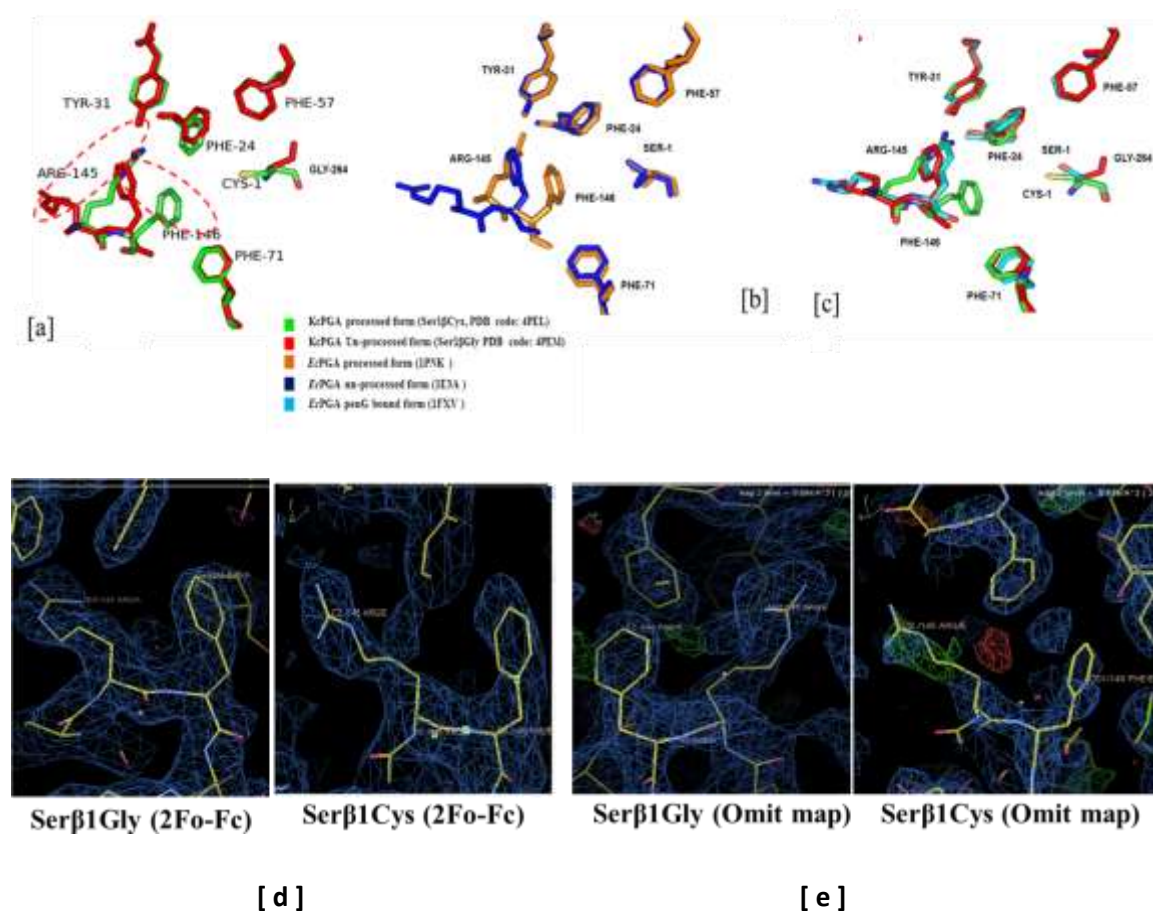 TYR-31
PHE-57
PHE-24
ARG-145
GLY-264
CYS-1
PHE-146
PHE-71
[a]
TYR-31
PHE-57
PHE-24
ARG-145
SER-1
PHE-146
PHE-71
[b]
TYR-31
PHE-57
ARG-145
PHE-24
SER-1
GLY-264
CYS-1
PHE-146
PHE-71
[c]
KcPGA processed form (Ser1βCys, PDB code: 4PEL)
KcPGA Un-processed form (Ser1βGly PDB code: 4PEM)
EcPGA processed form (1PNK )
EcPGA un-processed form (1E3A )
EcPGA penG bound form (1FXV )
Serβ1Gly (2Fo-Fc)
Serβ1Cys (2Fo-Fc)
Serβ1Gly (Omit map)
Serβ1Cys (Omit map)
[ d ]
[ e ]